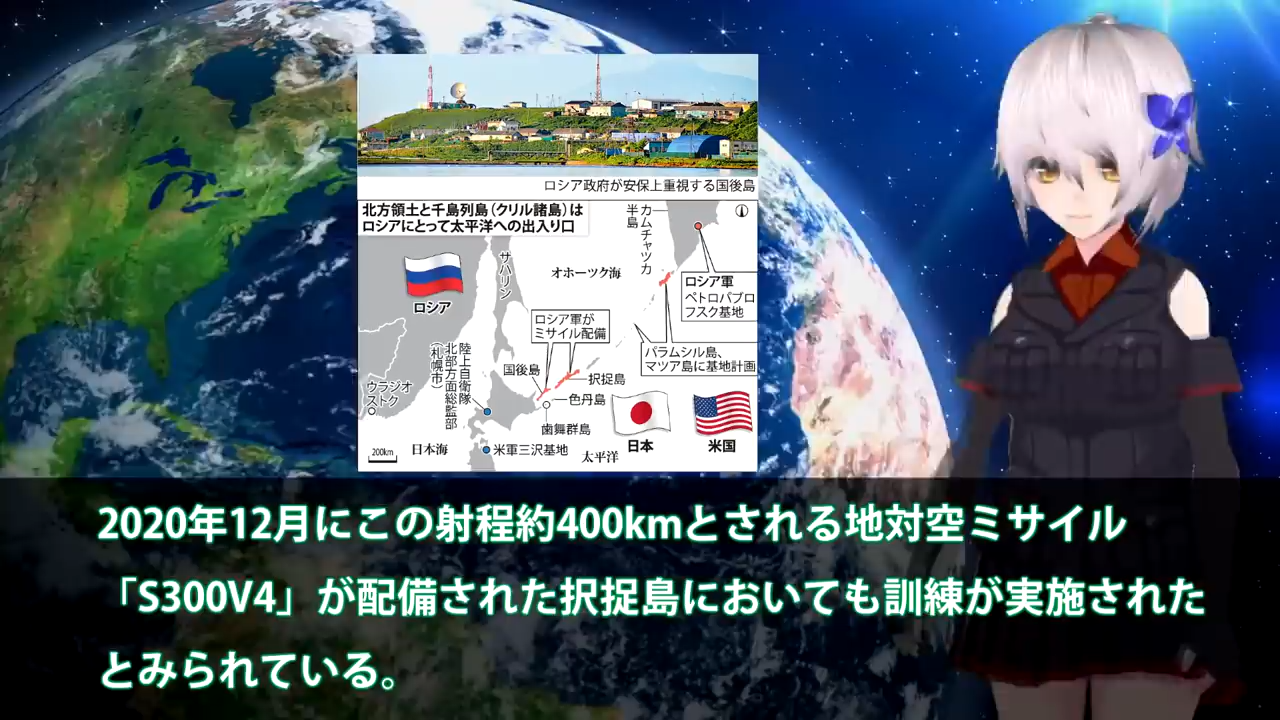 ロシア政府が安保上重視する国後島
北方領土と千島列島(クリル諸島)は
ロシアにとって太平洋への出入り口
カムチャツカ
半島
サハリン
オホーツク海
ロシア
ロシア軍
ペトロパブロ
フスク基地
ロシア軍が
ミサイル配備
パラムシル島、
マツア島に基地計画
陸上自衛隊
北部方面総監部
(札幌市)
国後島
択捉島
色丹島
歯舞群島
ウラジオ
ストク
日本
米国
200km
日本海
米軍三沢基地
太平洋
2020年12月にこの射程約400kmとされる地対空ミサイル
「S300V4」が配備された択捉島においても訓練が実施された
とみられている。